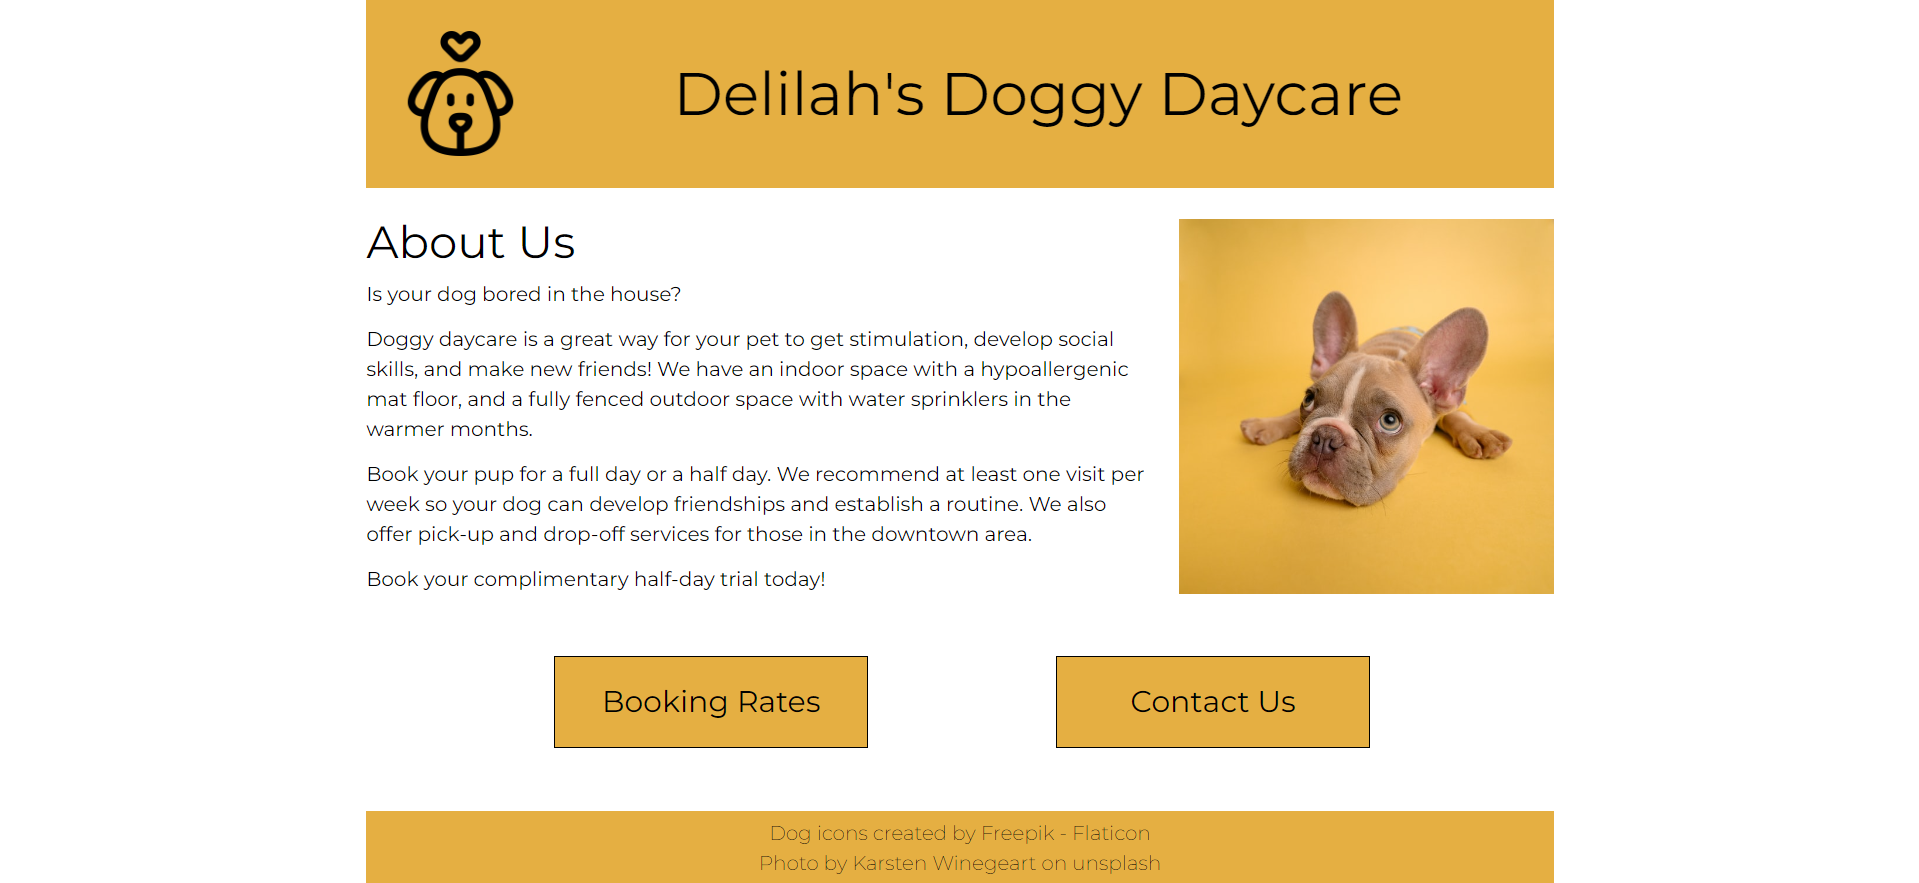 Delilah's Doggy Daycare
About Us
Is your dog bored in the house?
Doggy daycare is a great way for your pet to get stimulation, develop social
skills, and make new friends! We have an indoor space with a hypoallergenic
mat floor, and a fully fenced outdoor space with water sprinklers in the
warmer months.
Book your pup for a full day or a half day. We recommend at least one visit per
week so your dog can develop friendships and establish a routine. We also
offer pick-up and drop-off services for those in the downtown area.
Book your complimentary half-day trial today!
Booking Rates
Contact Us
Dog icons created by Freepik - Flaticon
Photo by Karsten Winegeart on unsplash